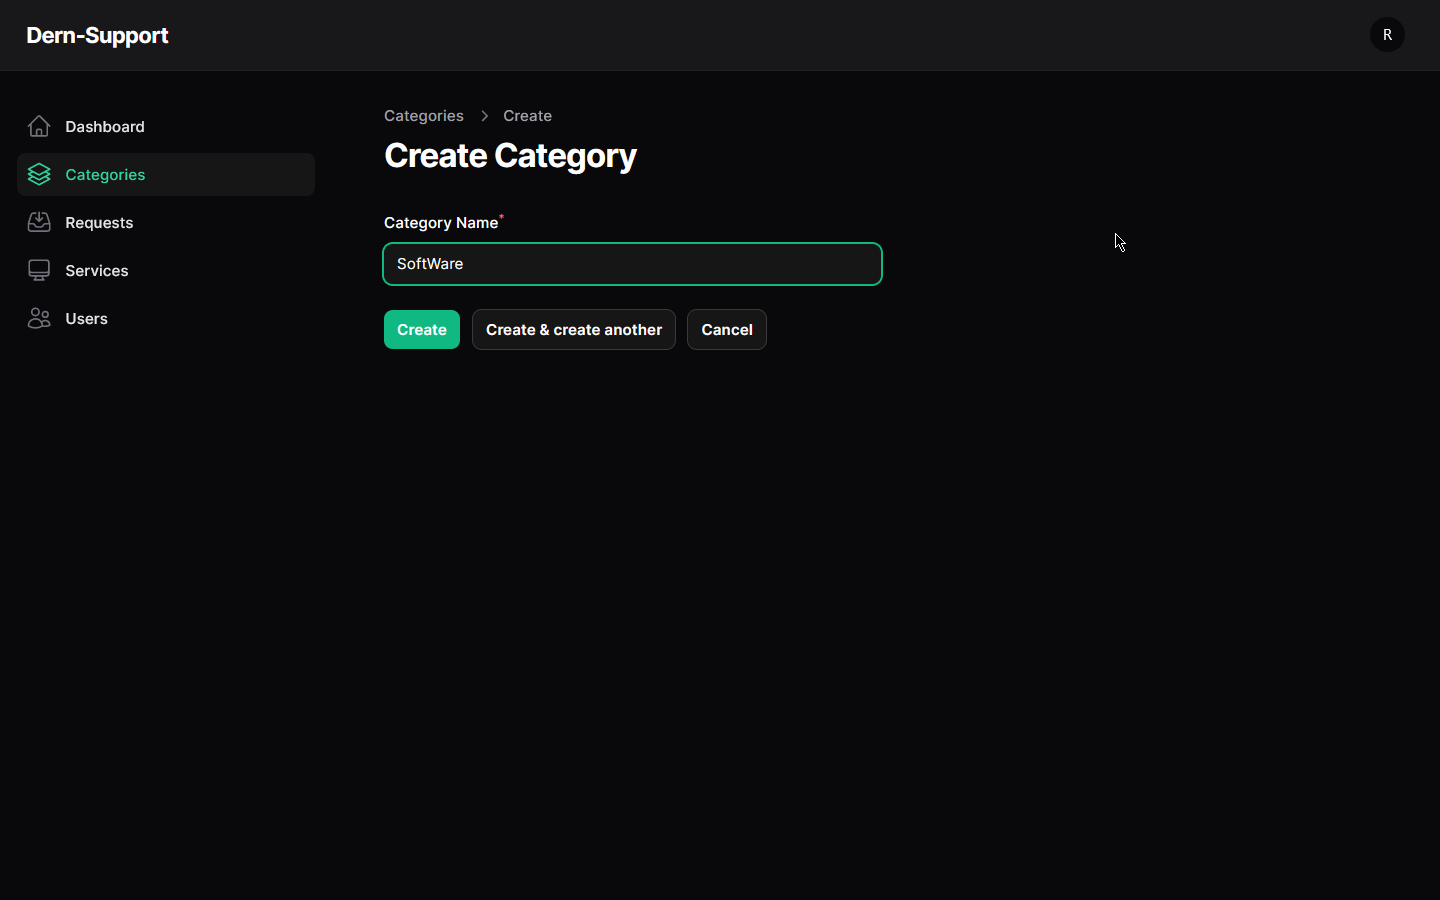 Dern-Support
R
Dashboard
Categories
Requests
Services
Users
Categories > Create
Create Category
Category Name*
SoftWare
Create
Create & create another
Cancel